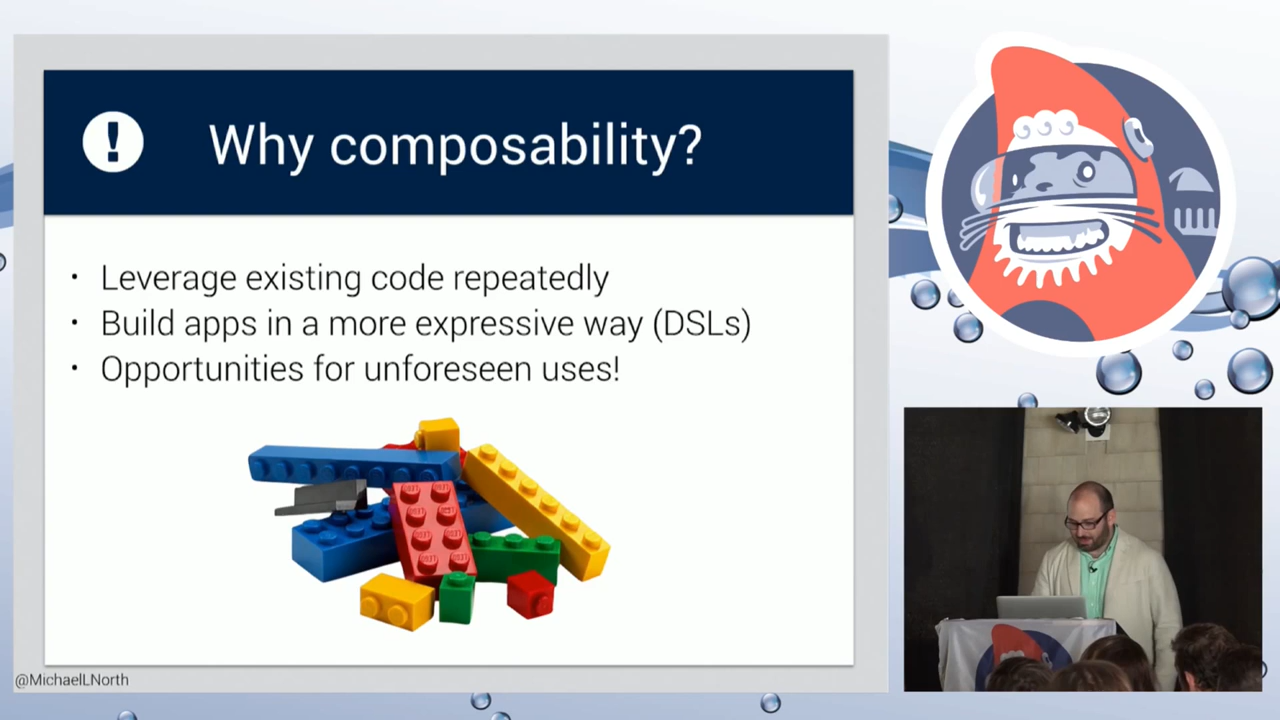 Why composability?
• Leverage existing code repeatedly
• Build apps in a more expressive way (DSLs)
• Opportunities for unforeseen uses!
@MichaelLNorth